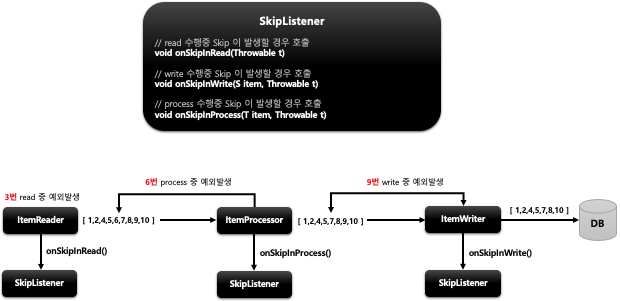 SkipListener
// read 수행중 Skip 이 발생할 경우 호출
void onSkipInRead(Throwable t)
// write 수행중 Skip 이 발생할 경우 호출
void onSkipInWrite(S item, Throwable t)
// process 수행중 Skip 이 발생할 경우 호출
void onSkipInProcess(T item, Throwable t)
3번 read 중 예외발생
6번 process 중 예외발생
9번 write 중 예외발생
ItemReader
[ 1,2,4,5,6,7,8,9,10 ]
ItemProcessor
[ 1,2,4,5,7,8,9,10 ]
ItemWriter
[ 1,2,4,5,7,8,10 ]
DB
onSkipInRead()
onSkipInProcess()
onSkipInWrite()
SkipListener
SkipListener
SkipListener